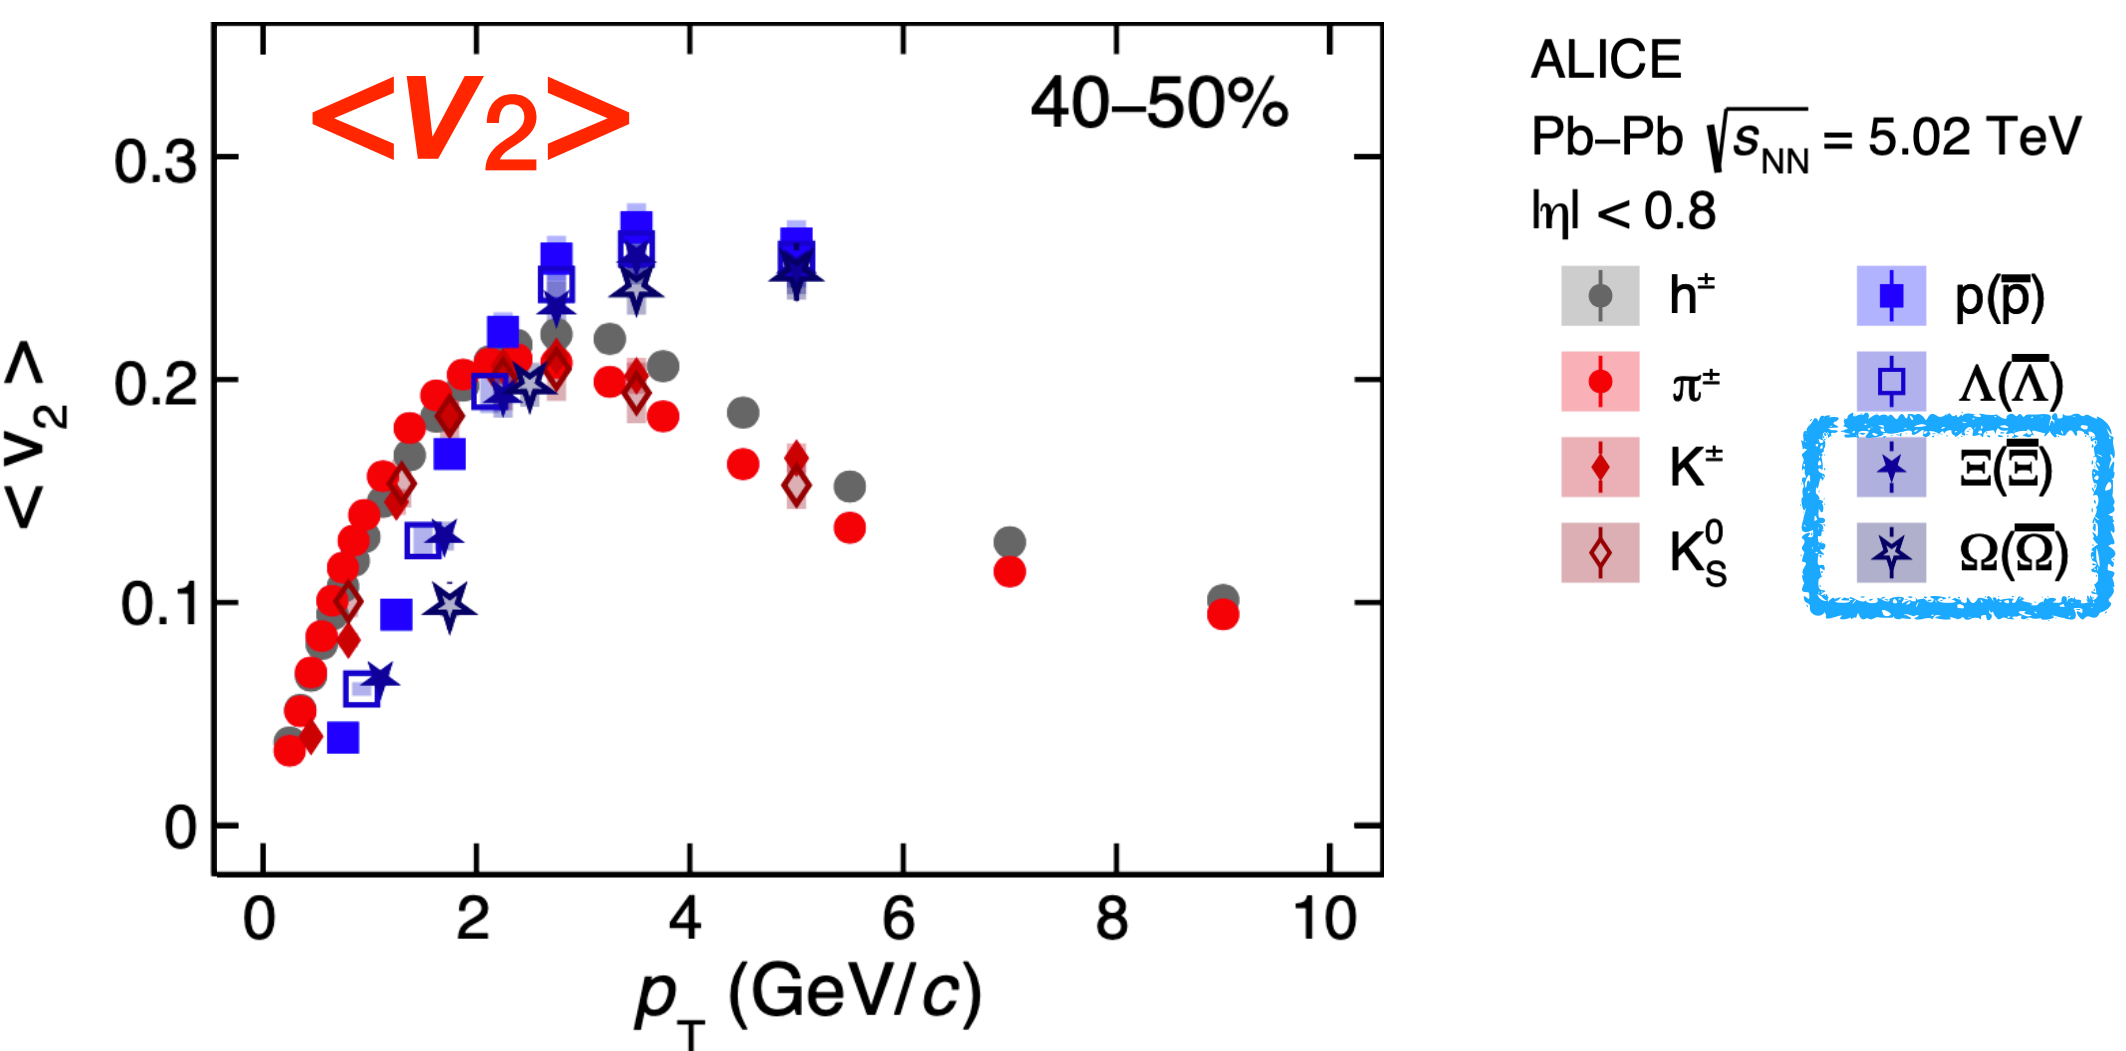 <v2>
40–50%
0.3
0.2
0.1
0
< v2 >
0 2 4 6 8 10
pT (GeV/c)
ALICE
Pb–Pb √sNN = 5.02 TeV
|η| < 0.8
h±
π±
K±
K0S
p(p̅)
Λ(Λ̅)
Ξ(Ξ̅)
Ω(Ω̅)